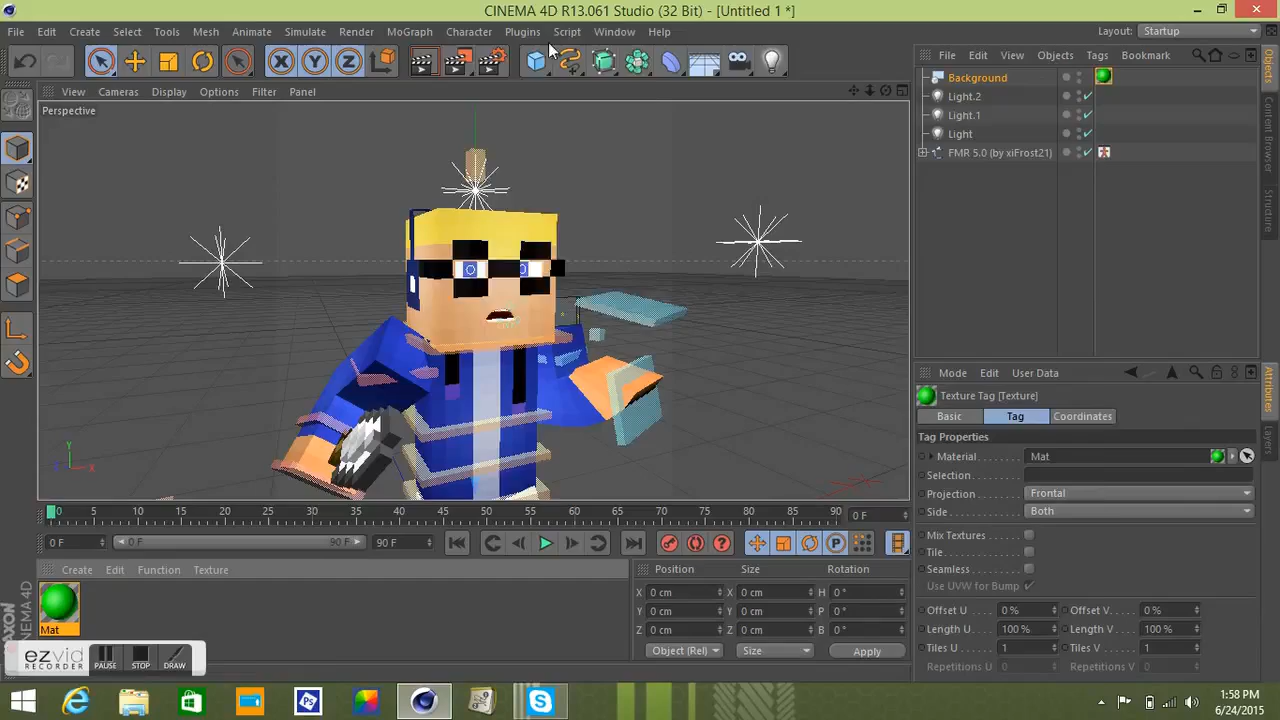 CINEMA 4D R13.061 Studio (32 Bit) - [Untitled 1 *]
File Edit Create Select Tools Mesh Animate Simulate Render MoGraph Character Plugins Script Window Help
Layout: Startup
View Cameras Display Options Filter Panel
File Edit View Objects Tags Bookmark
Perspective
Background
Light.2
Light.1
Light
FMR 5.0 (by xiFrost21)
Objects
Content Browser
Structure
Mode Edit User Data
Texture Tag [Texture]
Basic Tag Coordinates
Tag Properties
Material Mat
Selection
Projection Frontal
Side Both
Mix Textures
Tile
Seamless
Use UVW for Bump
Offset U 0 % Offset V 0 %
Length U 100 % Length V 100 %
Tiles U 1 Tiles V 1
Repetitions U 0 Repetitions V 0
Attributes
Layers
Y
X
0 5 10 15 20 25 30 35 40 45 50 55 60 65 70 75 80 85 90 0 F
0 F 0 F 90 F 90 F
Create Edit Function Texture
Mat
Position Size Rotation
X 0 cm X 0 cm H 0 °
Y 0 cm Y 0 cm P 0 °
Z 0 cm Z 0 cm B 0 °
Object (Rel) Size Apply
MAXON CINEMA 4D
ezvid RECORDER PAUSE STOP DRAW
1:58 PM
6/24/2015